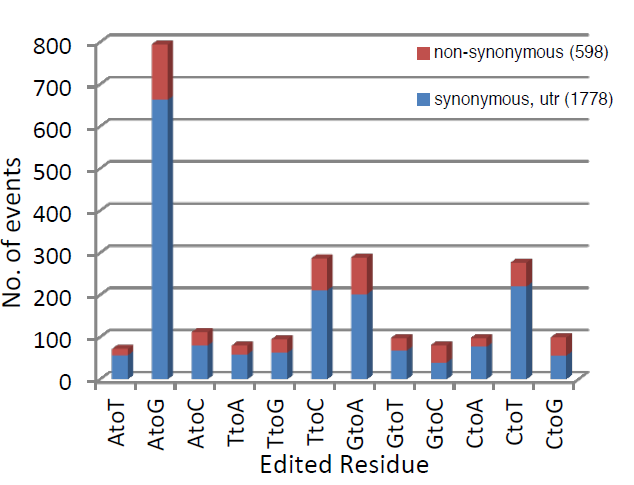 800
700
600
500
400
300
200
100
0
No. of events
non-synonymous (598)
synonymous, utr (1778)
AtoT
AtoG
AtoC
TtoA
TtoG
TtoC
GtoA
GtoT
GtoC
CtoA
CtoT
CtoG
Edited Residue